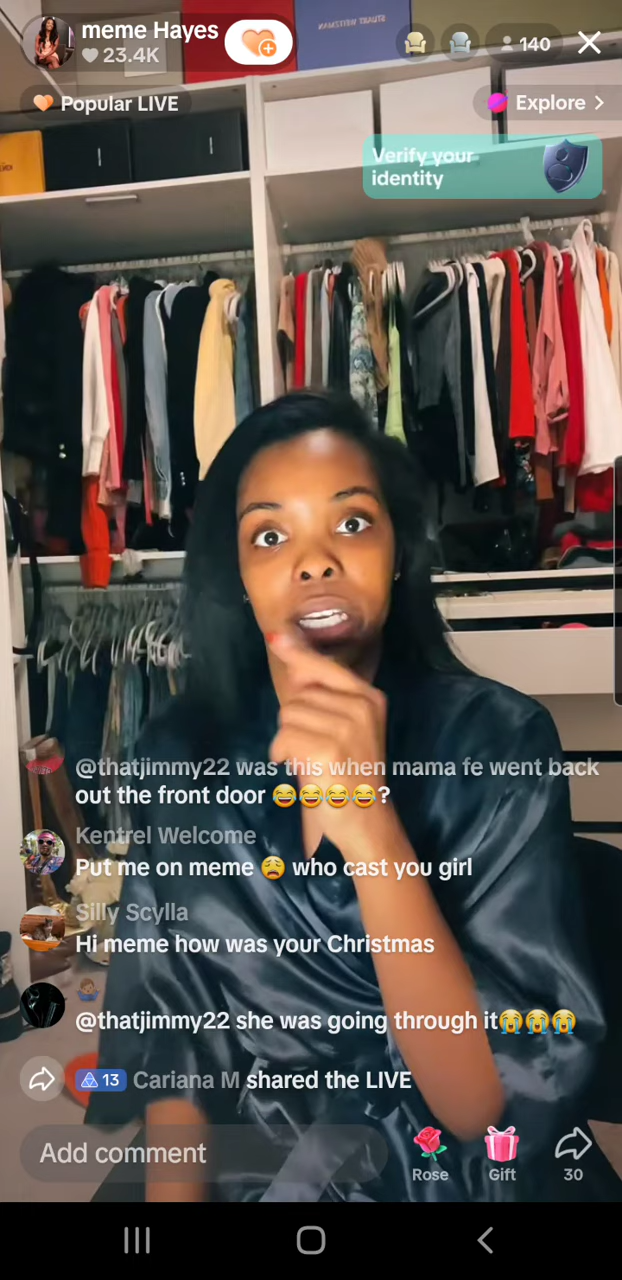 meme Hayes
23.4K
140
STUART WEITZMAN
Popular LIVE
Explore
Verify your
identity
@thatjimmy22 was this when mama fe went back
out the front door 😂😂😂😂?
Kentrel Welcome
Put me on meme 😩 who cast you girl
Silly Scylla
Hi meme how was your Christmas
@thatjimmy22 she was going through it😭😭😭
13 Cariana M shared the LIVE
Add comment
Rose
Gift
30